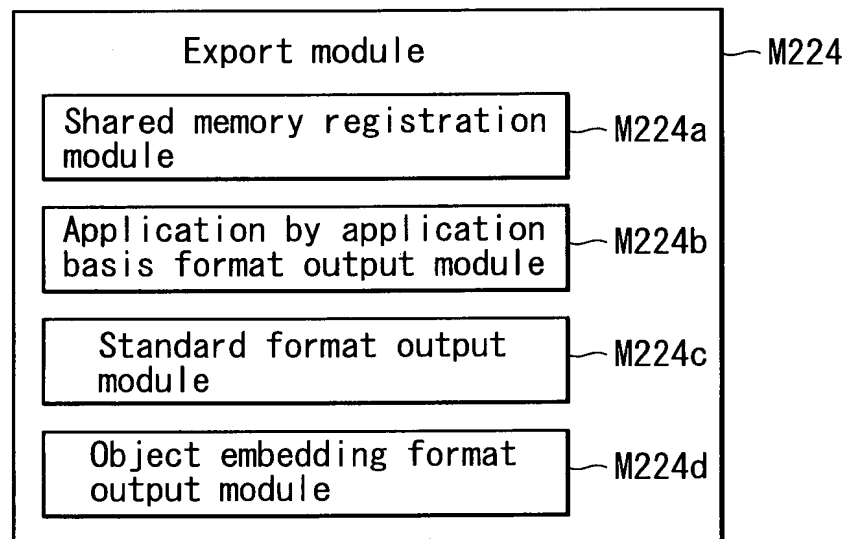 Export module
M224
Shared memory registration
module
M224a
Application by application
basis format output module
M224b
Standard format output
module
M224c
Object embedding format
output module
M224d